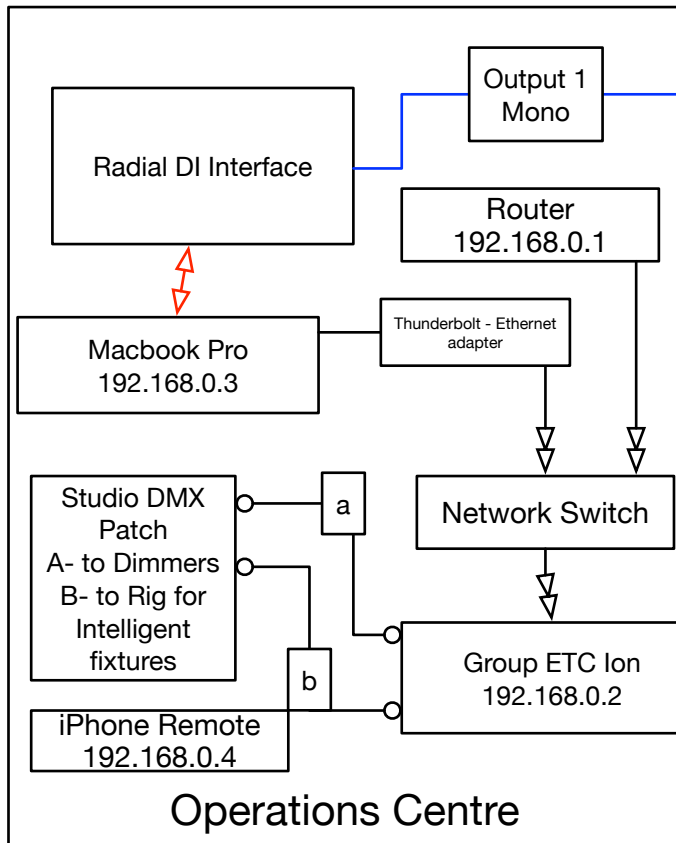 Output 1
Mono
Radial DI Interface
Router
192.168.0.1
Thunderbolt - Ethernet
adapter
Macbook Pro
192.168.0.3
Studio DMX
Patch
A- to Dimmers
B- to Rig for
Intelligent
fixtures
a
Network Switch
b
Group ETC Ion
192.168.0.2
iPhone Remote
192.168.0.4
Operations Centre